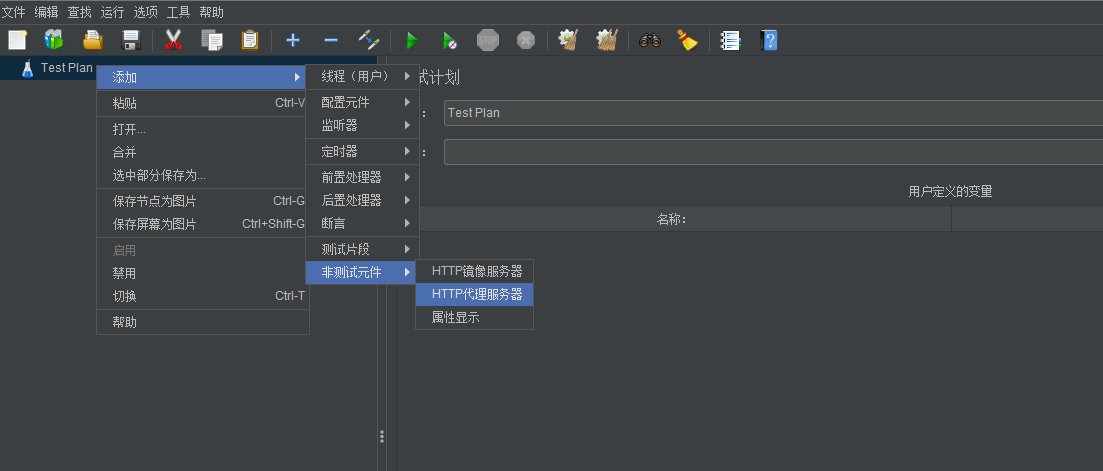 文件 编辑 查找 运行 选项 工具 帮助
STOP
Test Plan
添加
粘贴 Ctrl-V
打开...
合并
选中部分保存为...
保存节点为图片 Ctrl-G
保存屏幕为图片 Ctrl+Shift-G
启用
禁用
切换 Ctrl-T
帮助
线程（用户）
配置元件
监听器
定时器
前置处理器
后置处理器
断言
测试片段
非测试元件
HTTP镜像服务器
HTTP代理服务器
属性显示
试计划
: Test Plan
:
用户定义的变量
名称: